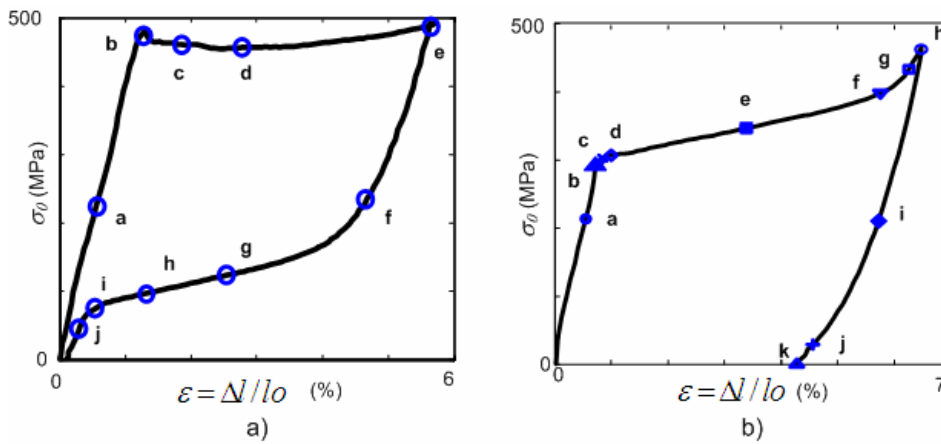 500
b
c
d
e
a
f
g
h
i
j
σ₀ (MPa)
0
0
6
ε = Δl/lo (%)
a)
500
h
g
f
e
d
c
b
a
i
j
k
σ₀ (MPa)
0
0
7
ε = Δl/lo (%)
b)